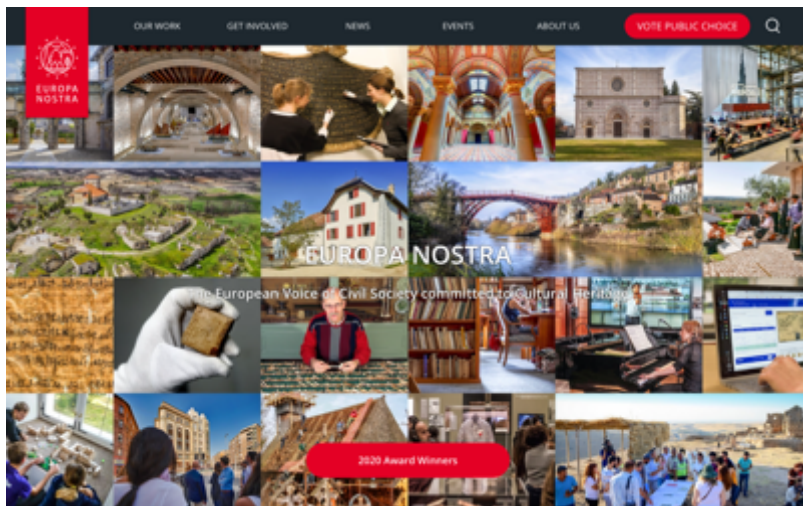 OUR WORK
GET INVOLVED
NEWS
EVENTS
ABOUT US
VOTE PUBLIC CHOICE
EUROPA
NOSTRA
EUROPA NOSTRA
The European Voice of Civil Society committed to Cultural Heritage
2020 Award Winners